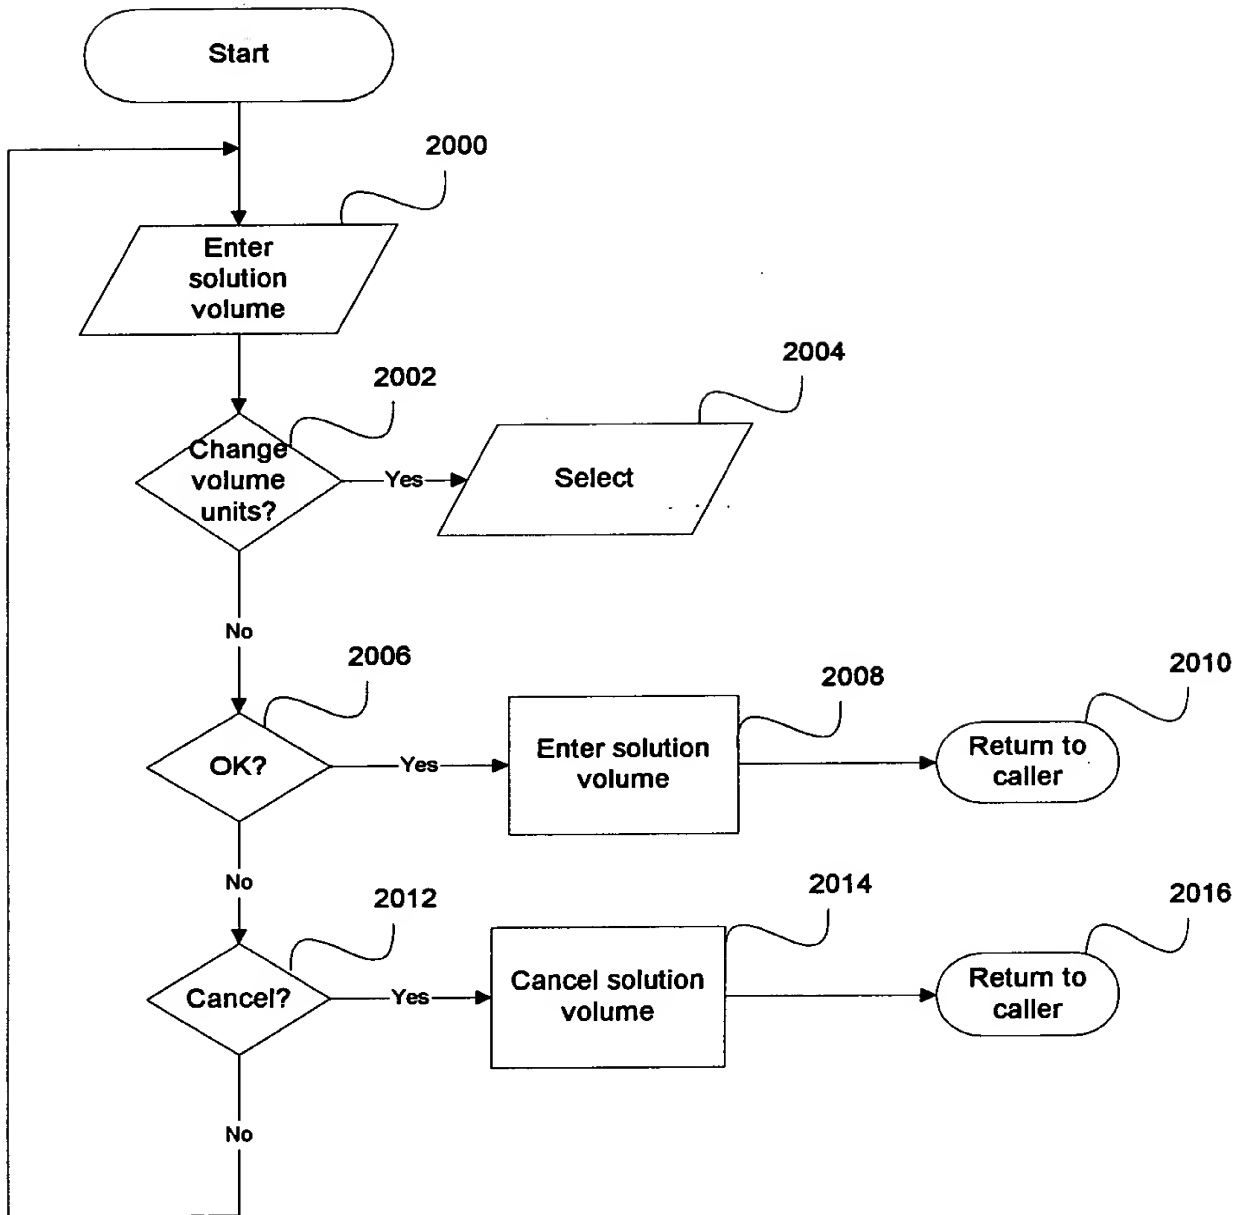 Start
2000
Enter
solution
volume
2002
2004
Change
volume
units?
Yes
Select
No
2006
2008
2010
OK?
Yes
Enter solution
volume
Return to
caller
No
2012
2014
2016
Cancel?
Yes
Cancel solution
volume
Return to
caller
No